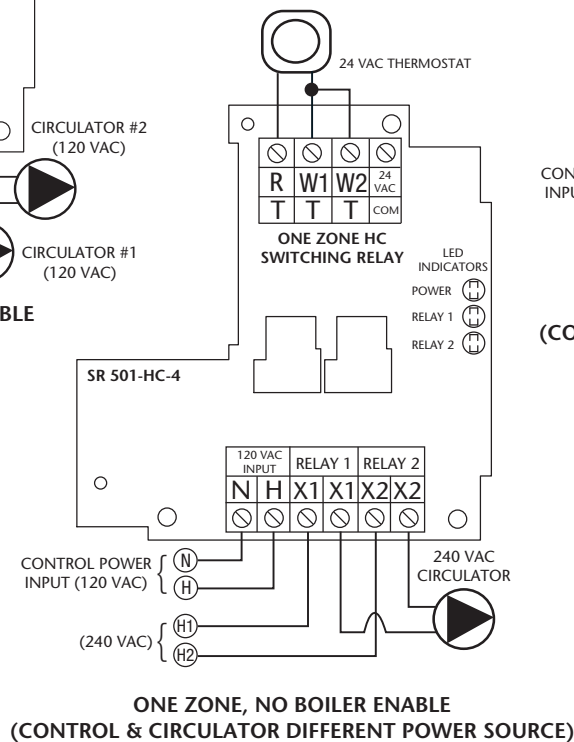 24 VAC THERMOSTAT
CIRCULATOR #2
(120 VAC)
CIRCULATOR #1
(120 VAC)
BLE
CON
INPU
(CO
R W1 W2 24 VAC
T T T COM
ONE ZONE HC
SWITCHING RELAY
LED
INDICATORS
POWER
RELAY 1
RELAY 2
SR 501-HC-4
120 VAC
INPUT
RELAY 1 RELAY 2
N H X1 X1 X2 X2
CONTROL POWER
INPUT (120 VAC)
N
H
(240 VAC)
H1
H2
240 VAC
CIRCULATOR
ONE ZONE, NO BOILER ENABLE
(CONTROL & CIRCULATOR DIFFERENT POWER SOURCE)